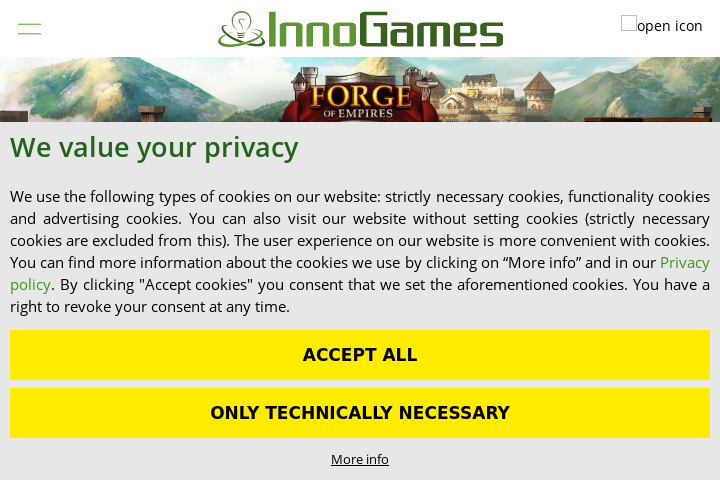 InnoGames
open icon
FORGE
OF EMPIRES
We value your privacy
We use the following types of cookies on our website: strictly necessary cookies, functionality cookies
and advertising cookies. You can also visit our website without setting cookies (strictly necessary
cookies are excluded from this). The user experience on our website is more convenient with cookies.
You can find more information about the cookies we use by clicking on “More info” and in our Privacy
policy. By clicking "Accept cookies" you consent that we set the aforementioned cookies. You have a
right to revoke your consent at any time.
ACCEPT ALL
ONLY TECHNICALLY NECESSARY
More info